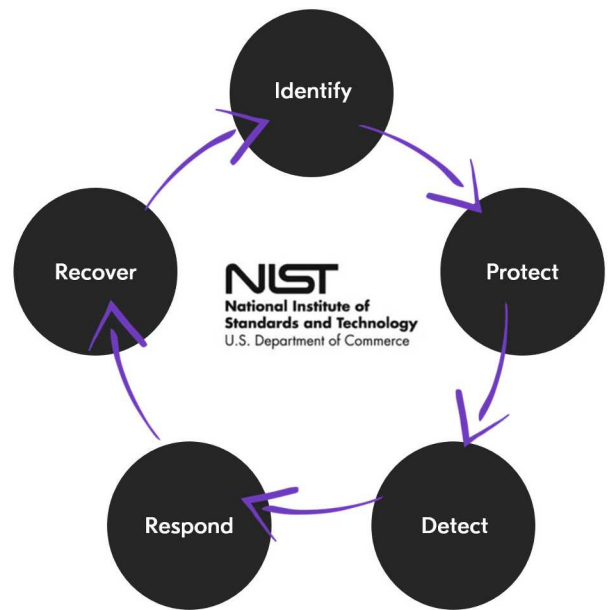 Identify
Protect
Detect
Respond
Recover
NIST
National Institute of
Standards and Technology
U.S. Department of Commerce